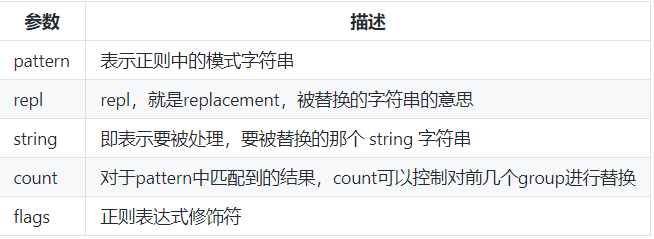 参数 描述
pattern 表示正则中的模式字符串
repl repl，就是replacement，被替换的字符串的意思
string 即表示要被处理，要被替换的那个 string 字符串
count 对于pattern中匹配到的结果，count可以控制对前几个group进行替换
flags 正则表达式修饰符